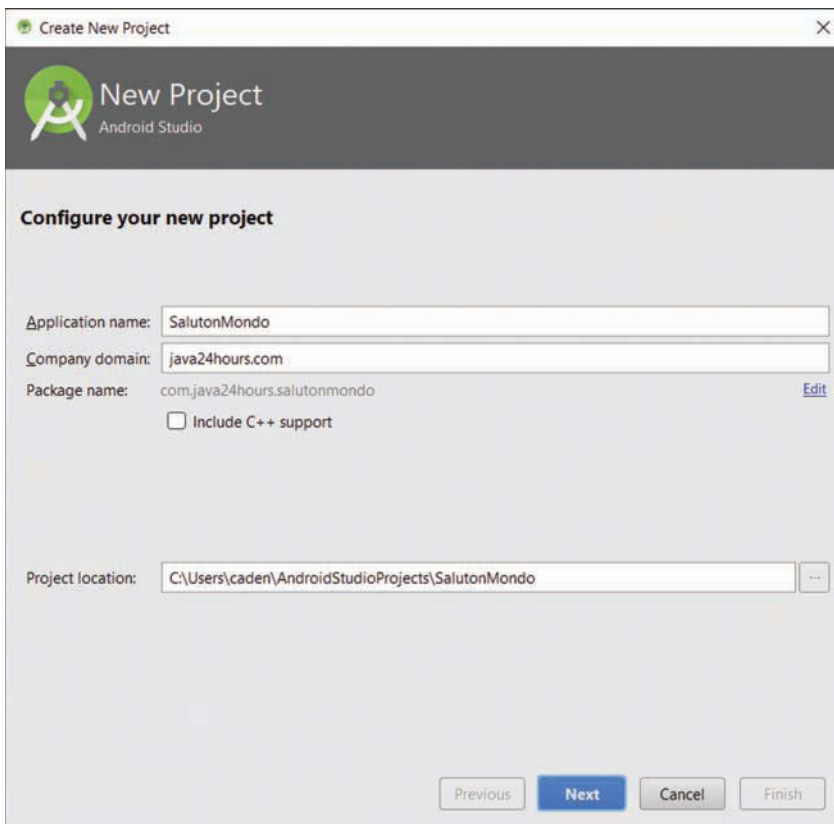 Create New Project
New Project
Android Studio
Configure your new project
Application name: SalutonMondo
Company domain: java24hours.com
Package name: com.java24hours.salutonmondo Edit
Include C++ support
Project location: C:\Users\caden\AndroidStudioProjects\SalutonMondo ...
Previous Next Cancel Finish